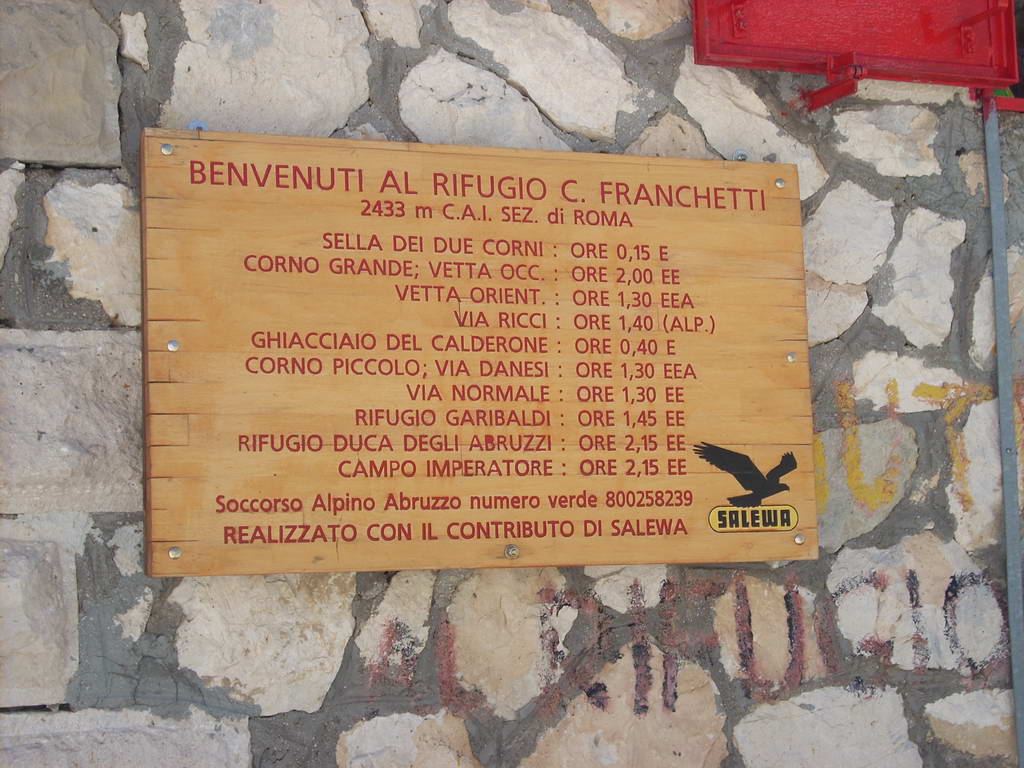 BENVENUTI AL RIFUGIO C. FRANCHETTI
2433 m C.A.I. SEZ. di ROMA
SELLA DEI DUE CORNI : ORE 0,15 E
CORNO GRANDE; VETTA OCC. : ORE 2,00 EE
VETTA ORIENT. : ORE 1,30 EEA
VIA RICCI : ORE 1,40 (ALP.)
GHIACCIAIO DEL CALDERONE : ORE 0,40 E
CORNO PICCOLO; VIA DANESI : ORE 1,30 EEA
VIA NORMALE : ORE 1,30 EE
RIFUGIO GARIBALDI : ORE 1,45 EE
RIFUGIO DUCA DEGLI ABRUZZI : ORE 2,15 EE
CAMPO IMPERATORE : ORE 2,15 EE
Soccorso Alpino Abruzzo numero verde 800258239
REALIZZATO CON IL CONTRIBUTO DI SALEWA
SALEWA
RIFUGIO